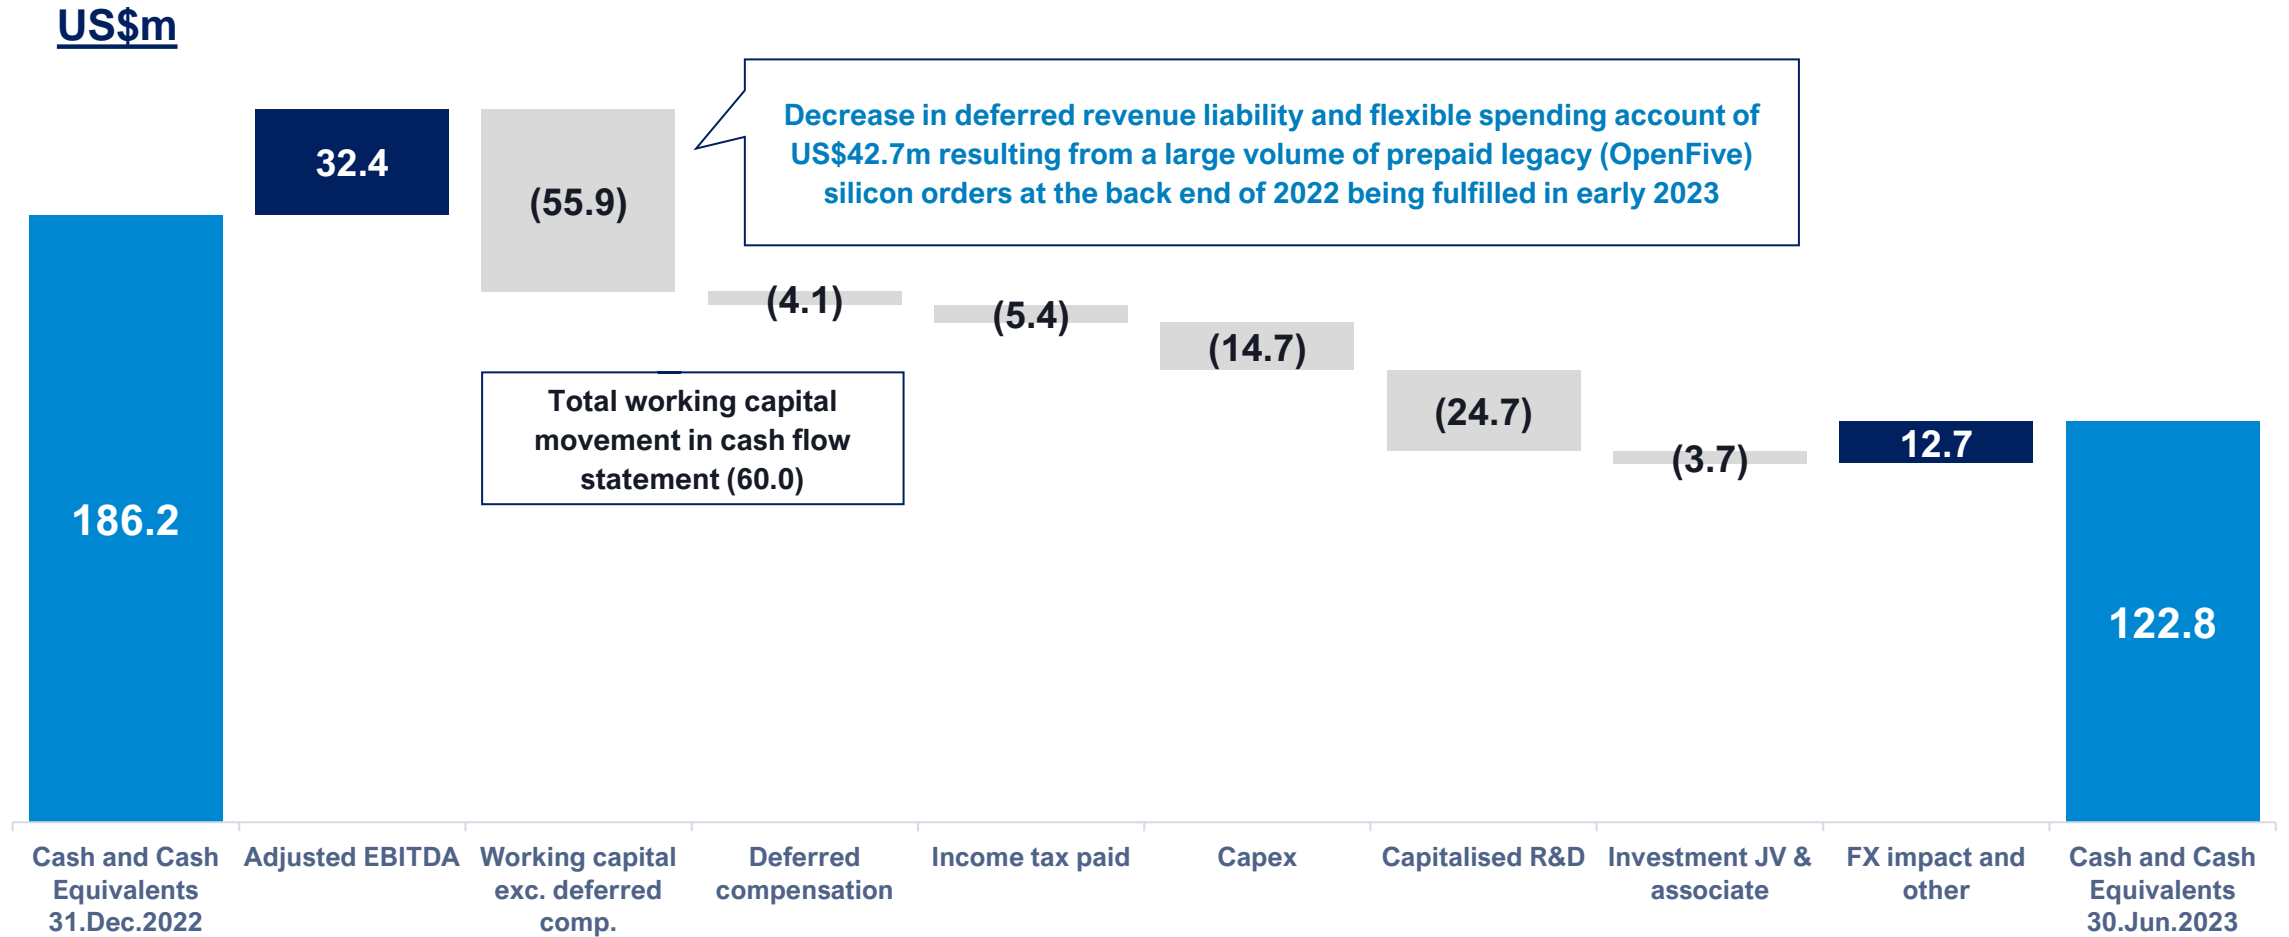 US$m
Decrease in deferred revenue liability and flexible spending account of
US$42.7m resulting from a large volume of prepaid legacy (OpenFive)
silicon orders at the back end of 2022 being fulfilled in early 2023
32.4
(55.9)
(4.1)
(5.4)
(14.7)
(24.7)
(3.7)
12.7
Total working capital
movement in cash flow
statement (60.0)
186.2
122.8
Cash and Cash
Equivalents
31.Dec.2022
Adjusted EBITDA
Working capital
exc. deferred
comp.
Deferred
compensation
Income tax paid
Capex
Capitalised R&D
Investment JV &
associate
FX impact and
other
Cash and Cash
Equivalents
30.Jun.2023